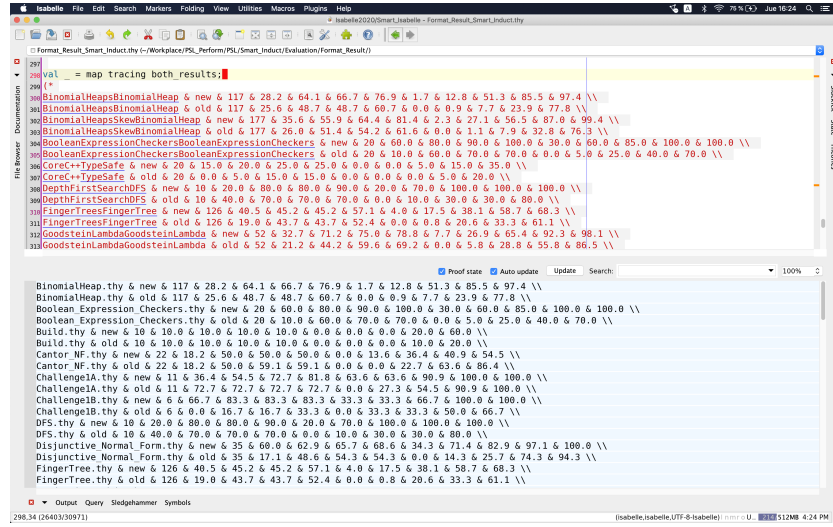 Isabelle File Edit Search Markers Folding View Utilities Macros Plugins Help A 75% Jue 16:24
Isabelle2020/Smart_Isabelle - Format_Result_Smart_Induct.thy
Format_Result_Smart_Induct.thy (~/Workplace/PSL_Perform/PSL/Smart_Induct/Evaluation/Format_Result/)
297
298 val _ = map tracing both_results;
299 (*
300 BinomialHeapsBinomialHeap & new & 117 & 28.2 & 64.1 & 66.7 & 76.9 & 1.7 & 12.8 & 51.3 & 85.5 & 97.4 \\
301 BinomialHeapsBinomialHeap & old & 117 & 25.6 & 48.7 & 48.7 & 60.7 & 0.0 & 0.9 & 7.7 & 23.9 & 77.8 \\
302 BinomialHeapsSkewBinomialHeap & new & 177 & 35.6 & 55.9 & 64.4 & 81.4 & 2.3 & 27.1 & 56.5 & 87.0 & 99.4 \\
303 BinomialHeapsSkewBinomialHeap & old & 177 & 26.0 & 51.4 & 54.2 & 61.6 & 0.0 & 1.1 & 7.9 & 32.8 & 76.3 \\
304 BooleanExpressionCheckersBooleanExpressionCheckers & new & 20 & 60.0 & 80.0 & 90.0 & 100.0 & 30.0 & 60.0 & 85.0 & 100.0 & 100.0 \\
305 BooleanExpressionCheckersBooleanExpressionCheckers & old & 20 & 10.0 & 60.0 & 70.0 & 70.0 & 0.0 & 5.0 & 25.0 & 40.0 & 70.0 \\
306 CoreC++TypeSafe & new & 20 & 15.0 & 20.0 & 25.0 & 25.0 & 0.0 & 0.0 & 5.0 & 15.0 & 35.0 \\
307 CoreC++TypeSafe & old & 20 & 0.0 & 5.0 & 15.0 & 15.0 & 0.0 & 0.0 & 0.0 & 5.0 & 20.0 \\
308 DepthFirstSearchDFS & new & 10 & 20.0 & 80.0 & 80.0 & 90.0 & 20.0 & 70.0 & 100.0 & 100.0 & 100.0 \\
309 DepthFirstSearchDFS & old & 10 & 40.0 & 70.0 & 70.0 & 70.0 & 0.0 & 10.0 & 30.0 & 30.0 & 80.0 \\
310 FingerTreesFingerTree & new & 126 & 40.5 & 45.2 & 45.2 & 57.1 & 4.0 & 17.5 & 38.1 & 58.7 & 68.3 \\
311 FingerTreesFingerTree & old & 126 & 19.0 & 43.7 & 43.7 & 52.4 & 0.0 & 0.8 & 20.6 & 33.3 & 61.1 \\
312 GoodsteinLambdaGoodsteinLambda & new & 52 & 32.7 & 71.2 & 75.0 & 78.8 & 7.7 & 26.9 & 65.4 & 92.3 & 98.1 \\
313 GoodsteinLambdaGoodsteinLambda & old & 52 & 21.2 & 44.2 & 59.6 & 69.2 & 0.0 & 5.8 & 28.8 & 55.8 & 86.5 \\
Documentation
File Browser
Proof state Auto update Update Search: 100%
BinomialHeap.thy & new & 117 & 28.2 & 64.1 & 66.7 & 76.9 & 1.7 & 12.8 & 51.3 & 85.5 & 97.4 \\
BinomialHeap.thy & old & 117 & 25.6 & 48.7 & 48.7 & 60.7 & 0.0 & 0.9 & 7.7 & 23.9 & 77.8 \\
Boolean_Expression_Checkers.thy & new & 20 & 60.0 & 80.0 & 90.0 & 100.0 & 30.0 & 60.0 & 85.0 & 100.0 & 100.0 \\
Boolean_Expression_Checkers.thy & old & 20 & 10.0 & 60.0 & 70.0 & 70.0 & 0.0 & 5.0 & 25.0 & 40.0 & 70.0 \\
Build.thy & new & 10 & 10.0 & 10.0 & 10.0 & 10.0 & 0.0 & 0.0 & 0.0 & 20.0 & 60.0 \\
Build.thy & old & 10 & 10.0 & 10.0 & 10.0 & 10.0 & 0.0 & 0.0 & 0.0 & 10.0 & 20.0 \\
Cantor_NF.thy & new & 22 & 18.2 & 50.0 & 50.0 & 50.0 & 0.0 & 13.6 & 36.4 & 40.9 & 54.5 \\
Cantor_NF.thy & old & 22 & 18.2 & 50.0 & 59.1 & 59.1 & 0.0 & 0.0 & 22.7 & 63.6 & 86.4 \\
Challenge1A.thy & new & 11 & 36.4 & 54.5 & 72.7 & 81.8 & 63.6 & 63.6 & 90.9 & 100.0 & 100.0 \\
Challenge1A.thy & old & 11 & 72.7 & 72.7 & 72.7 & 72.7 & 0.0 & 27.3 & 54.5 & 90.9 & 100.0 \\
Challenge1B.thy & new & 6 & 66.7 & 83.3 & 83.3 & 83.3 & 33.3 & 33.3 & 66.7 & 100.0 & 100.0 \\
Challenge1B.thy & old & 6 & 0.0 & 16.7 & 16.7 & 33.3 & 0.0 & 33.3 & 33.3 & 50.0 & 66.7 \\
DFS.thy & new & 10 & 20.0 & 80.0 & 80.0 & 90.0 & 20.0 & 70.0 & 100.0 & 100.0 & 100.0 \\
DFS.thy & old & 10 & 40.0 & 70.0 & 70.0 & 70.0 & 0.0 & 10.0 & 30.0 & 30.0 & 80.0 \\
Disjunctive_Normal_Form.thy & new & 35 & 60.0 & 62.9 & 65.7 & 68.6 & 34.3 & 71.4 & 82.9 & 97.1 & 100.0 \\
Disjunctive_Normal_Form.thy & old & 35 & 17.1 & 48.6 & 54.3 & 54.3 & 0.0 & 14.3 & 25.7 & 74.3 & 94.3 \\
FingerTree.thy & new & 126 & 40.5 & 45.2 & 45.2 & 57.1 & 4.0 & 17.5 & 38.1 & 58.7 & 68.3 \\
FingerTree.thy & old & 126 & 19.0 & 43.7 & 43.7 & 52.4 & 0.0 & 0.8 & 20.6 & 33.3 & 61.1 \\
Output Query Sledgehammer Symbols
298,34 (26403/30971) (isabelle,isabelle,UTF-8-Isabelle) n m r o U.. 512MB 4:24 PM